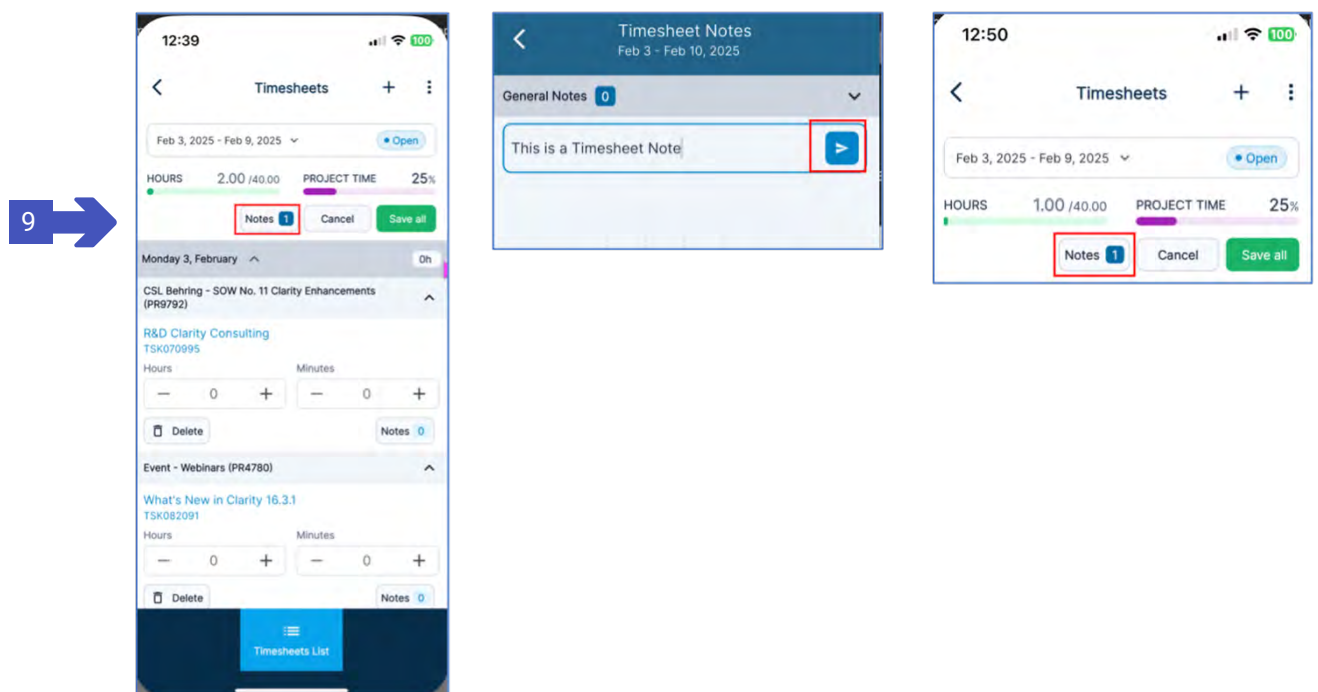 9
12:39
100
Timesheets
Feb 3, 2025 - Feb 9, 2025
Open
HOURS 2.00 /40.00 PROJECT TIME 25%
Notes 1 Cancel Save all
Monday 3, February 0h
CSL Behring - SOW No. 11 Clarity Enhancements
(PR9792)
R&D Clarity Consulting
TSK070995
Hours Minutes
— 0 + — 0 +
Delete Notes 0
Event - Webinars (PR4780)
What's New in Clarity 16.3.1
TSK082091
Hours Minutes
— 0 + — 0 +
Delete Notes 0
Timesheets List
Timesheet Notes
Feb 3 - Feb 10, 2025
General Notes 0
This is a Timesheet Note
12:50
100
Timesheets
Feb 3, 2025 - Feb 9, 2025
Open
HOURS 1.00 /40.00 PROJECT TIME 25%
Notes 1 Cancel Save all